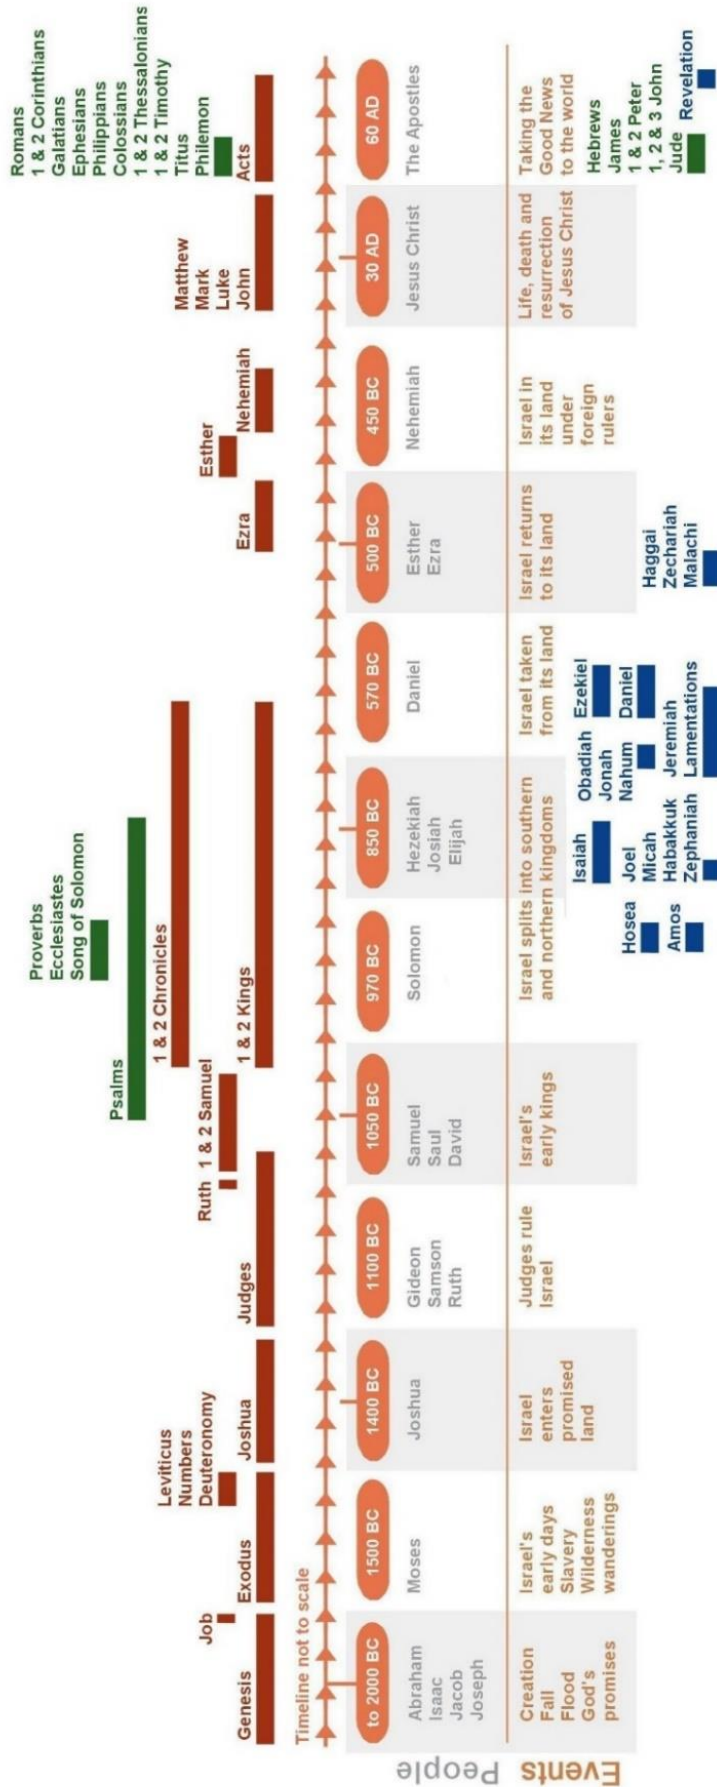 Proverbs
Ecclesiastes
Song of Solomon
Psalms
1 & 2 Chronicles
Romans
1 & 2 Corinthians
Galatians
Ephesians
Philippians
Colossians
1 & 2 Thessalonians
1 & 2 Timothy
Titus
Philemon
Leviticus
Numbers
Deuteronomy
Matthew
Mark
Luke
John
Job
Ruth
1 & 2 Samuel
Esther
Genesis
Exodus
Joshua
Judges
1 & 2 Kings
Ezra
Nehemiah
Acts
Timeline not to scale
to 2000 BC
1500 BC
1400 BC
1100 BC
1050 BC
970 BC
850 BC
570 BC
500 BC
450 BC
30 AD
60 AD
People
Abraham
Isaac
Jacob
Joseph
Moses
Joshua
Gideon
Samson
Ruth
Samuel
Saul
David
Solomon
Hezekiah
Josiah
Elijah
Daniel
Esther
Ezra
Nehemiah
Jesus Christ
The Apostles
Events
Creation
Fall
Flood
God's
promises
Israel's
early days
Slavery
Wilderness
wanderings
Israel
enters
promised
land
Judges rule
Israel
Israel's
early kings
Israel splits into southern
and northern kingdoms
Israel taken
from its land
Israel returns
to its land
Israel in
its land
under
foreign
rulers
Life, death and
resurrection
of Jesus Christ
Taking the
Good News
to the world
Hosea
Amos
Isaiah
Joel
Micah
Habakkuk
Zephaniah
Obadiah
Jonah
Nahum
Jeremiah
Lamentations
Ezekiel
Daniel
Haggai
Zechariah
Malachi
Hebrews
James
1 & 2 Peter
1, 2 & 3 John
Jude
Revelation